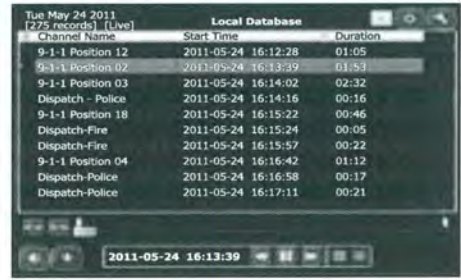 Tue May 24 2011
[275 records] [Live]
Local Database
Channel Name Start Time Duration
9-1-1 Position 12 2011-05-24 16:12:28 01:05
9-1-1 Position 02 2011-05-24 16:13:39 01:53
9-1-1 Position 03 2011-05-24 16:14:02 02:32
Dispatch - Police 2011-05-24 16:14:16 00:16
9-1-1 Position 18 2011-05-24 16:15:22 00:46
Dispatch-Fire 2011-05-24 16:15:24 00:05
Dispatch-Fire 2011-05-24 16:15:57 00:22
9-1-1 Position 04 2011-05-24 16:16:42 01:12
Dispatch-Police 2011-05-24 16:16:58 00:17
Dispatch-Police 2011-05-24 16:17:11 00:21
2011-05-24 16:13:39